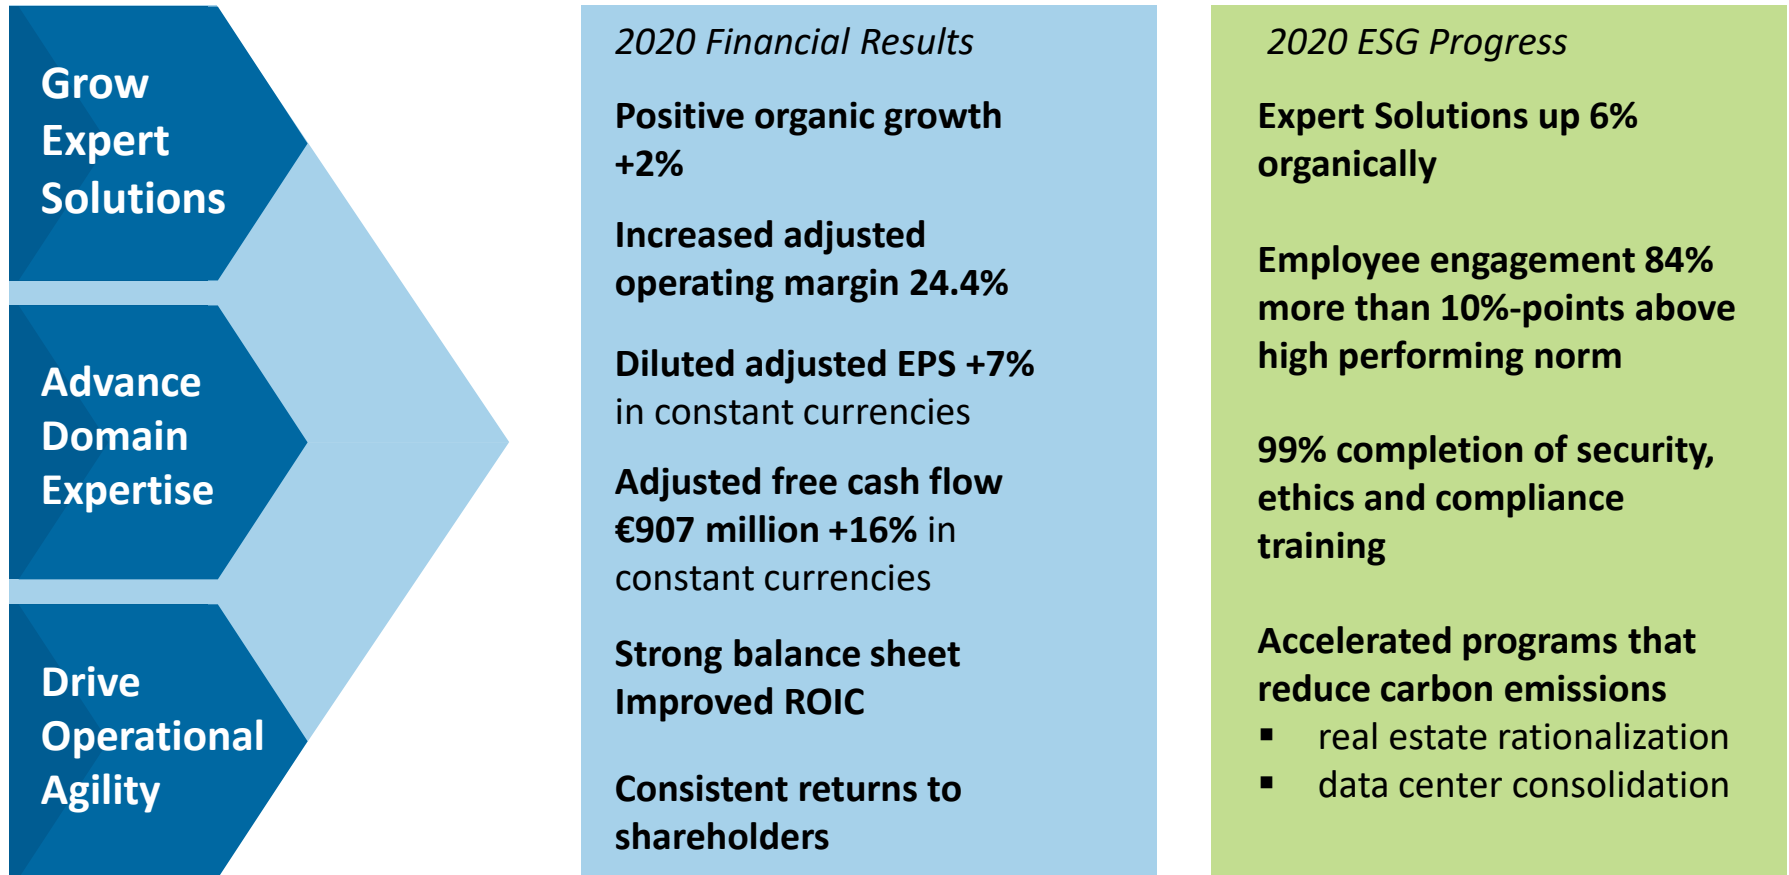 Grow
Expert
Solutions
Advance
Domain
Expertise
Drive
Operational
Agility
2020 Financial Results
Positive organic growth
+2%
Increased adjusted
operating margin 24.4%
Diluted adjusted EPS +7%
in constant currencies
Adjusted free cash flow
€907 million +16% in
constant currencies
Strong balance sheet
Improved ROIC
Consistent returns to
shareholders
2020 ESG Progress
Expert Solutions up 6%
organically
Employee engagement 84%
more than 10%-points above
high performing norm
99% completion of security,
ethics and compliance
training
Accelerated programs that
reduce carbon emissions
▪ real estate rationalization
▪ data center consolidation